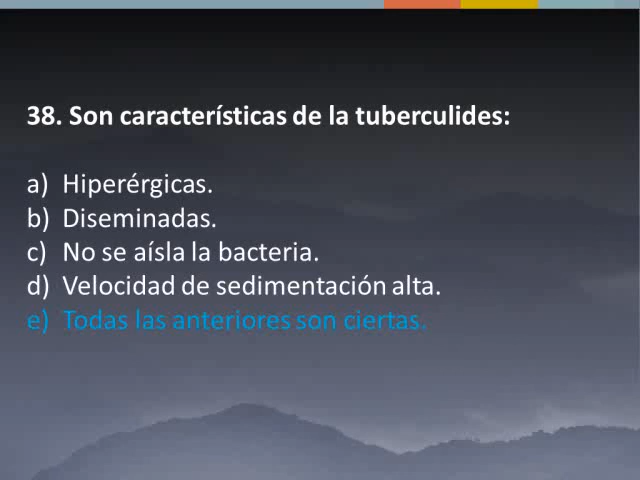 38. Son características de la tuberculides:
a) Hiperérgicas.
b) Diseminadas.
c) No se aísla la bacteria.
d) Velocidad de sedimentación alta.
e) Todas las anteriores son ciertas.